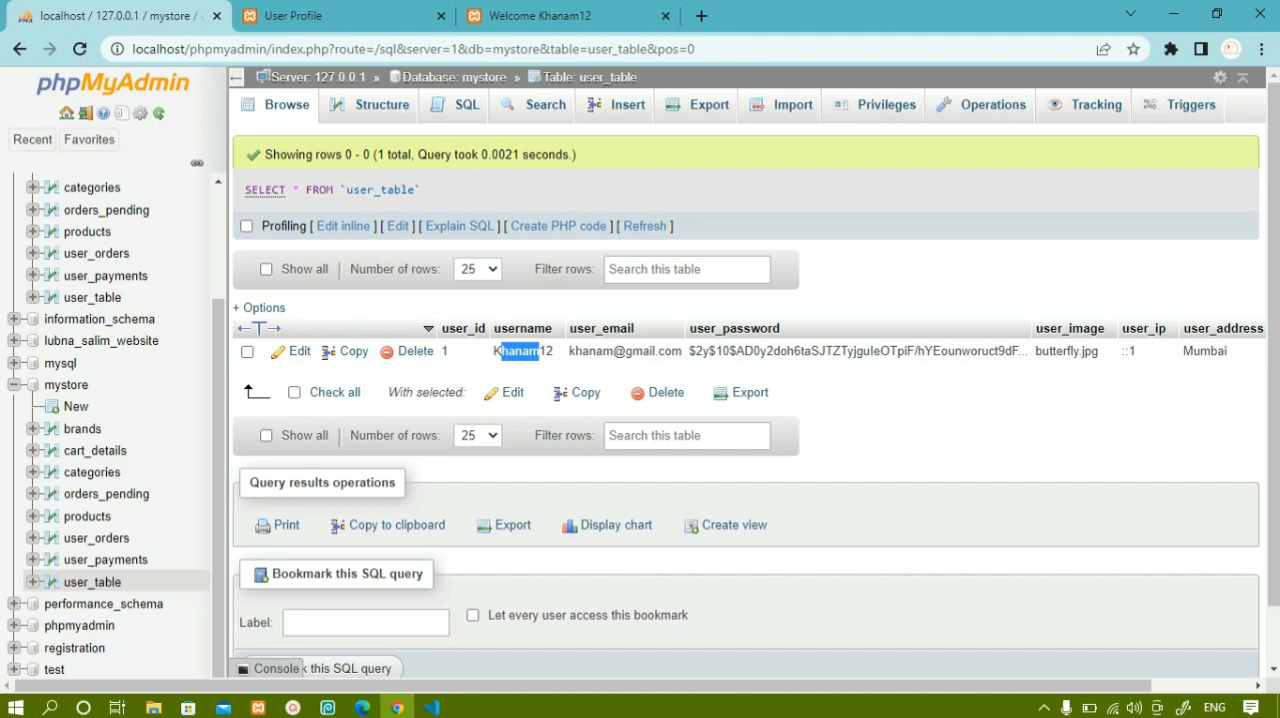 localhost / 127.0.0.1 / mystore / User Profile Welcome Khanam12
localhost/phpmyadmin/index.php?route=/sql&server=1&db=mystore&table=user_table&pos=0
phpMyAdmin
Recent Favorites
categories
orders_pending
products
user_orders
user_payments
user_table
information_schema
lubna_salim_website
mysql
mystore
New
brands
cart_details
categories
orders_pending
products
user_orders
user_payments
user_table
performance_schema
phpmyadmin
registration
test
Server: 127.0.0.1 » Database: mystore » Table: user_table
Browse Structure SQL Search Insert Export Import Privileges Operations Tracking Triggers
Showing rows 0 - 0 (1 total, Query took 0.0021 seconds.)
SELECT * FROM `user_table`
Profiling [ Edit inline ] [ Edit ] [ Explain SQL ] [ Create PHP code ] [ Refresh ]
Show all Number of rows: 25 Filter rows: Search this table
+ Options
←T→ user_id username user_email user_password user_image user_ip user_address
Edit Copy Delete 1 Khanam12 khanam@gmail.com $2y$10$AD0y2doh6taSJTZTyjguleOTpiF/hYEounworuct9dF... butterfly.jpg ::1 Mumbai
Check all With selected: Edit Copy Delete Export
Show all Number of rows: 25 Filter rows: Search this table
Query results operations
Print Copy to clipboard Export Display chart Create view
Bookmark this SQL query
Label: Let every user access this bookmark
Console k this SQL query
ENG